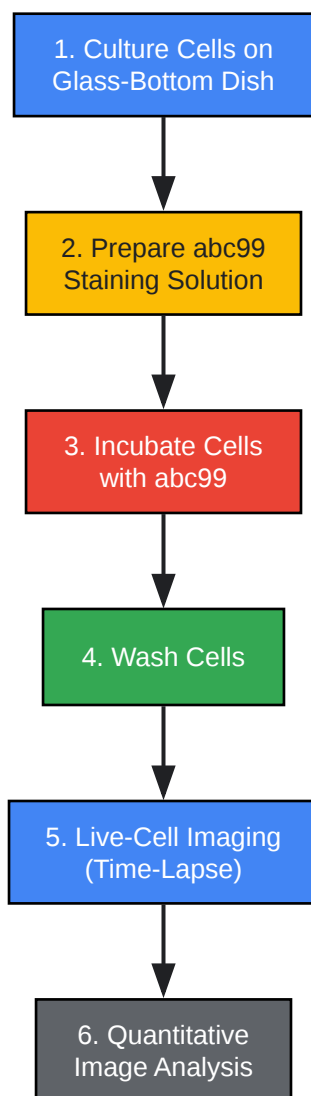 1. Culture Cells on
Glass-Bottom Dish
2. Prepare abc99
Staining Solution
3. Incubate Cells
with abc99
4. Wash Cells
5. Live-Cell Imaging
(Time-Lapse)
6. Quantitative
Image Analysis